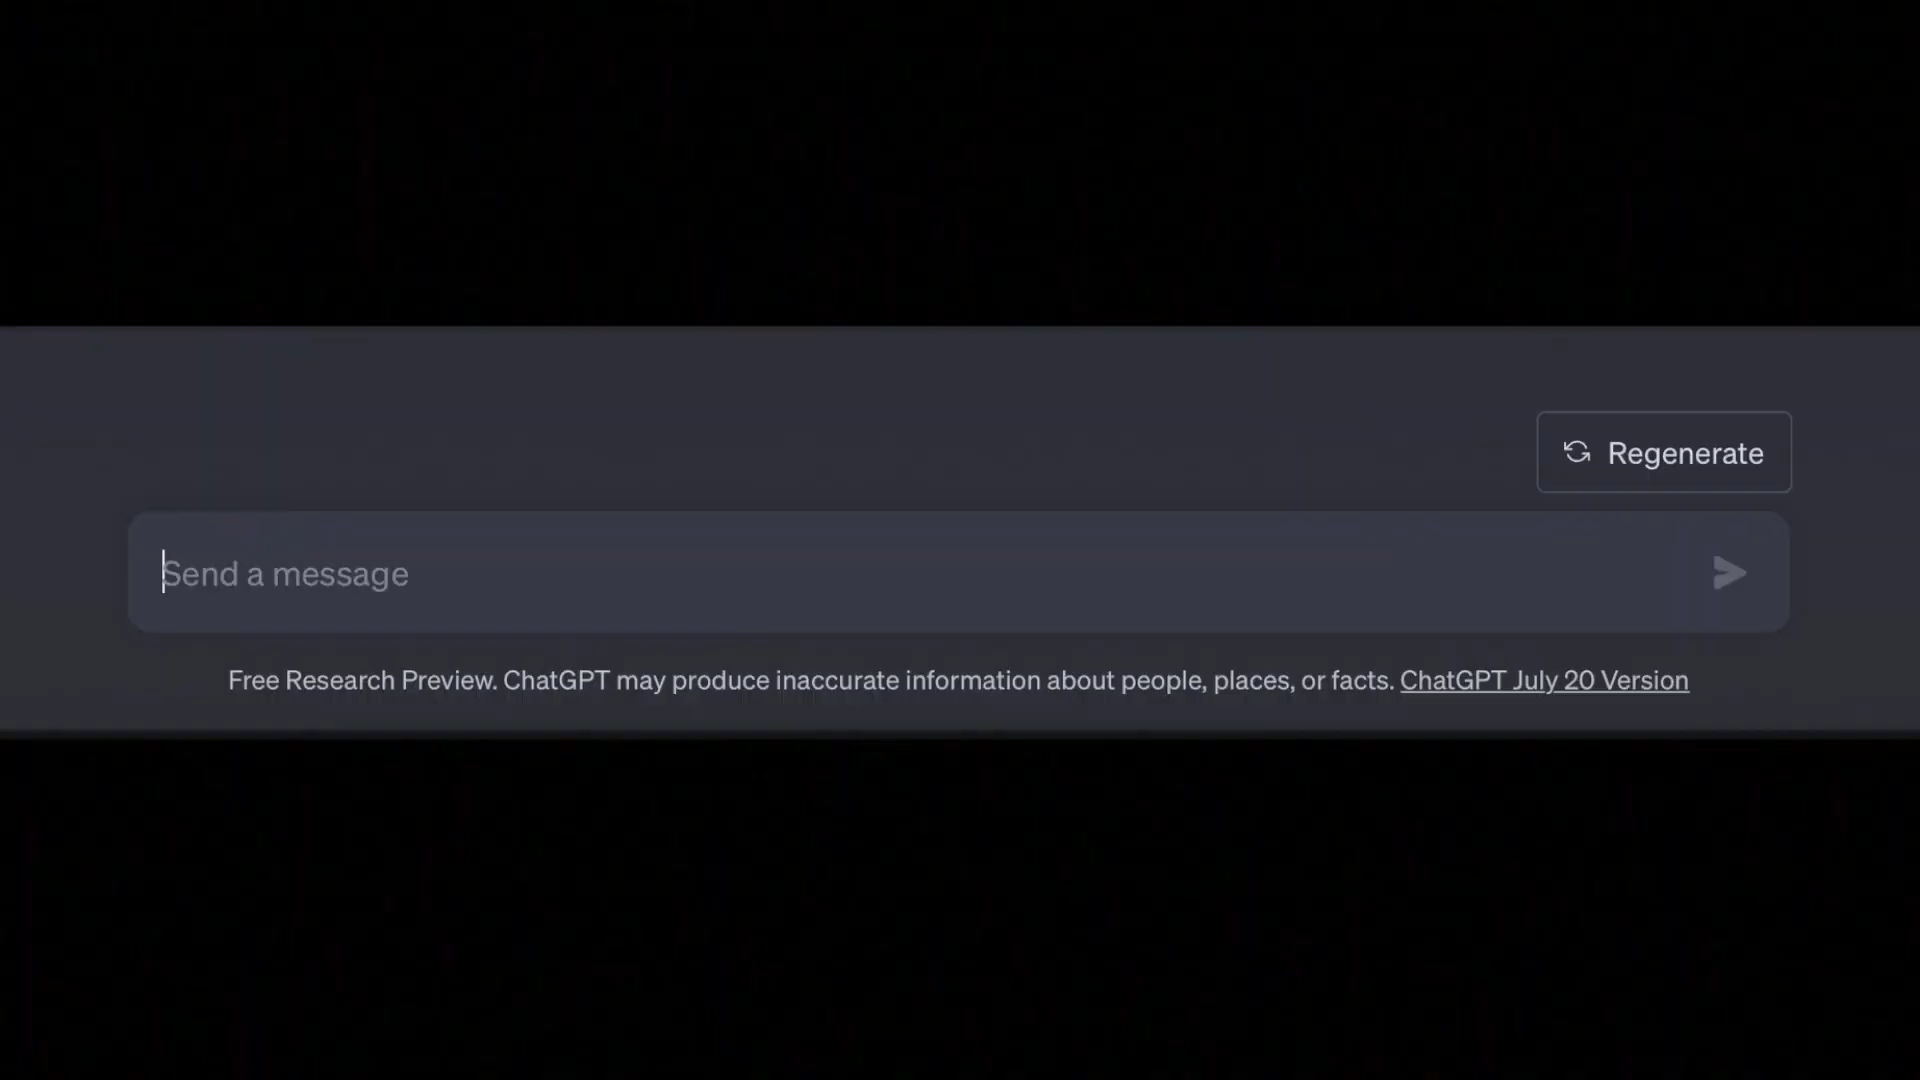 Regenerate
Send a message
Free Research Preview. ChatGPT may produce inaccurate information about people, places, or facts. ChatGPT July 20 Version